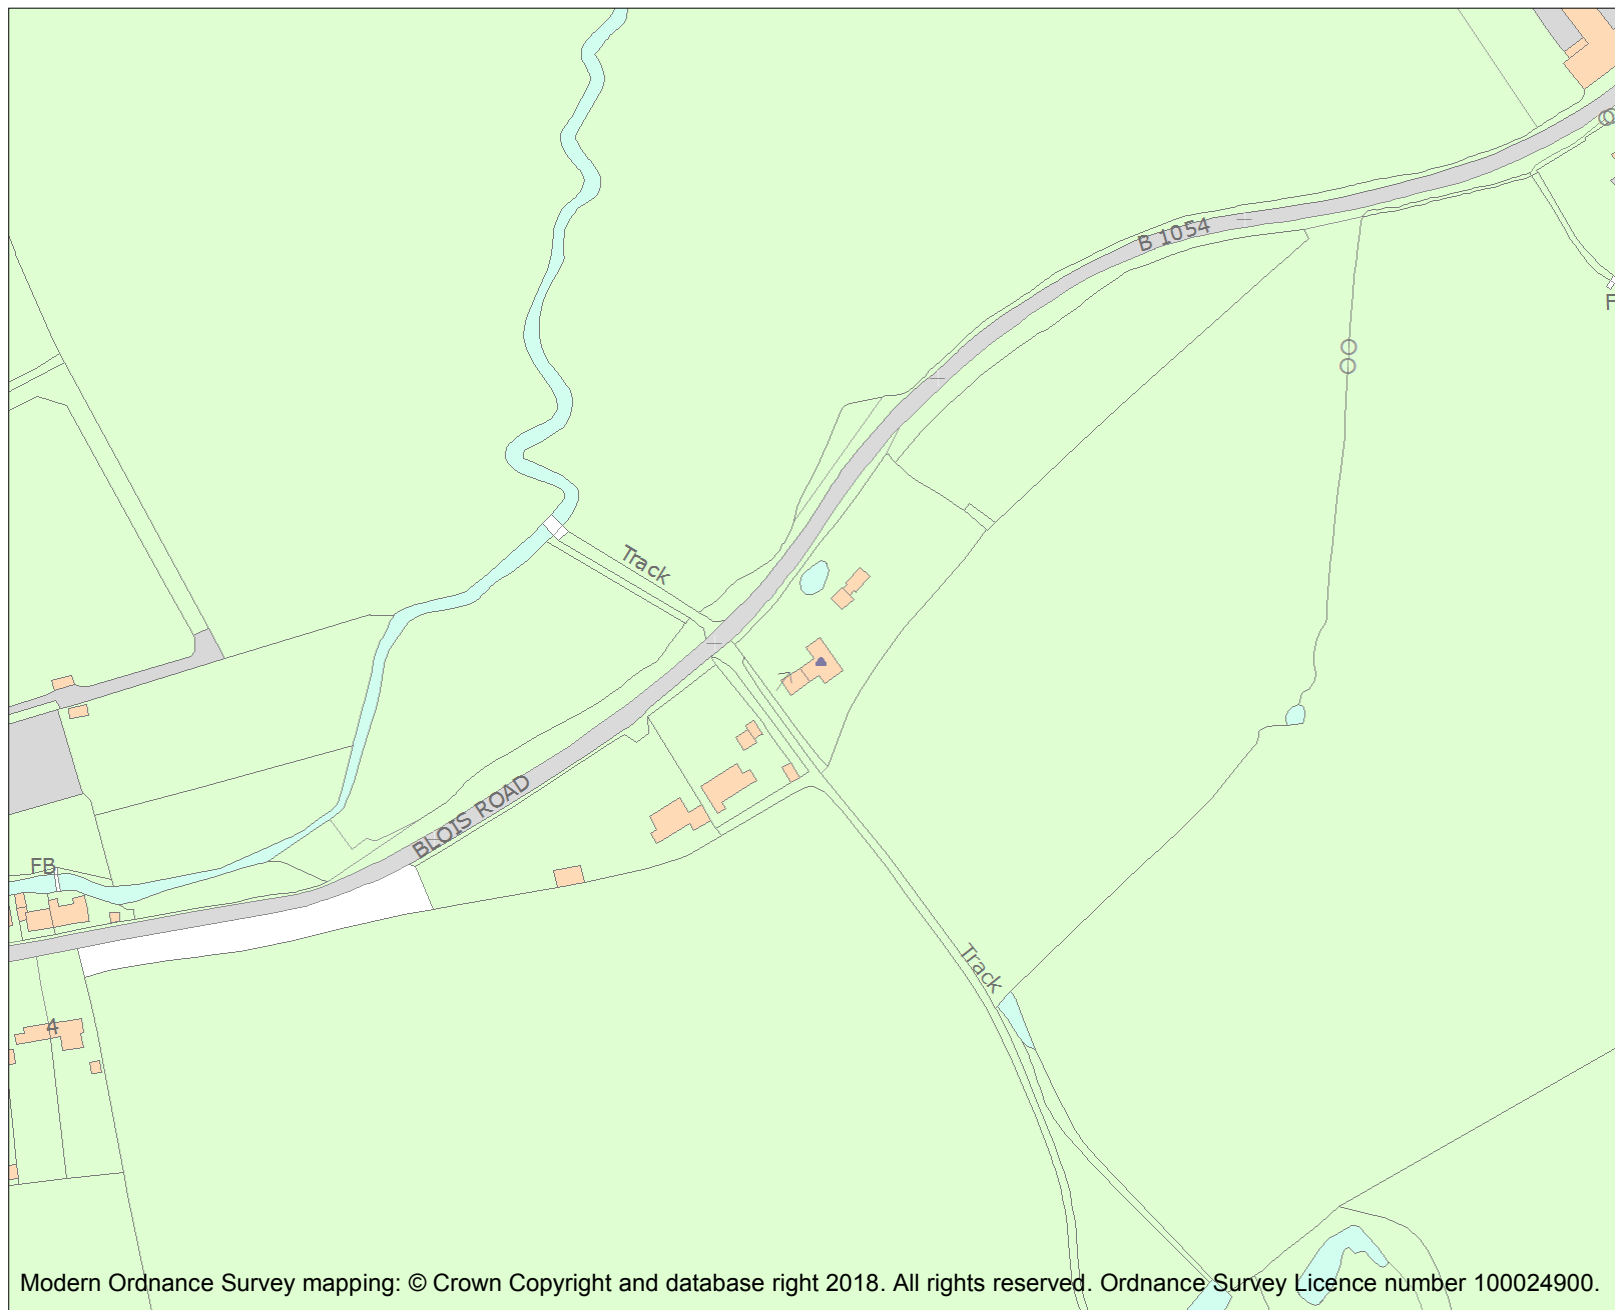 B 1054
F
Track
7
BLOIS ROAD
FB
Track
4
Modern Ordnance Survey mapping: © Crown Copyright and database right 2018. All rights reserved. Ordnance Survey Licence number 100024900.